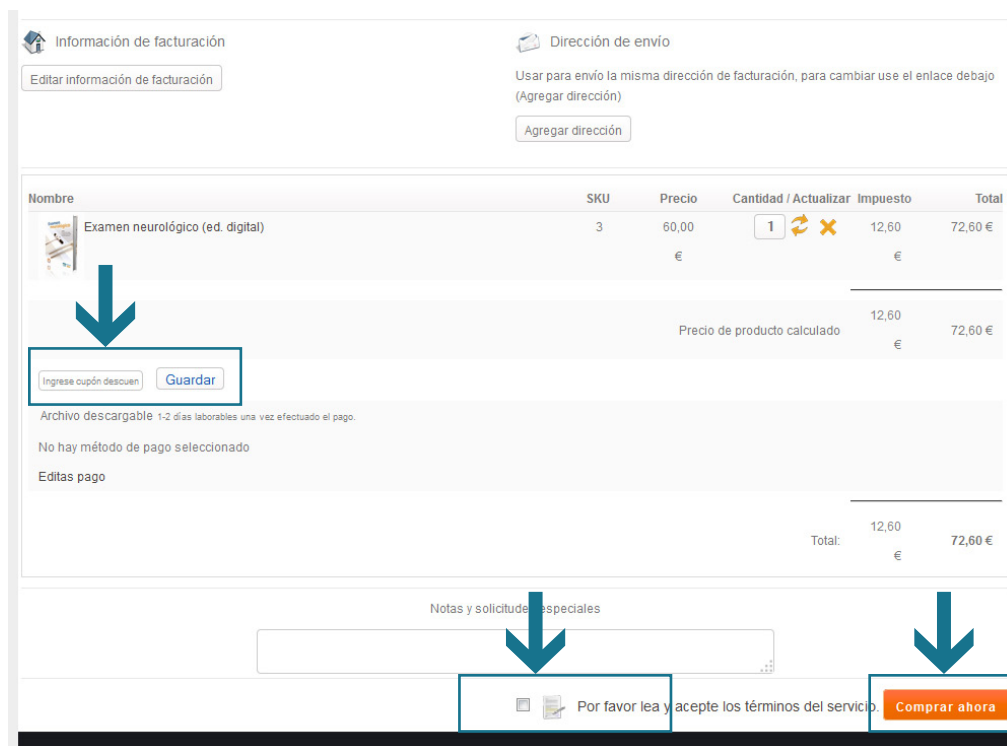 Información de facturación
Editar información de facturación
Dirección de envío
Usar para envío la misma dirección de facturación, para cambiar use el enlace debajo
(Agregar dirección)
Agregar dirección
Nombre SKU Precio Cantidad / Actualizar Impuesto Total
Examen neurológico (ed. digital) 3 60,00 € 1 12,60 € 72,60 €
Precio de producto calculado 12,60 € 72,60 €
Ingrese cupón descuen Guardar
Archivo descargable 1-2 días laborables una vez efectuado el pago.
No hay método de pago seleccionado
Editas pago
Total: 12,60 € 72,60 €
Notas y solicitudes especiales
Por favor lea y acepte los términos del servicio. Comprar ahora